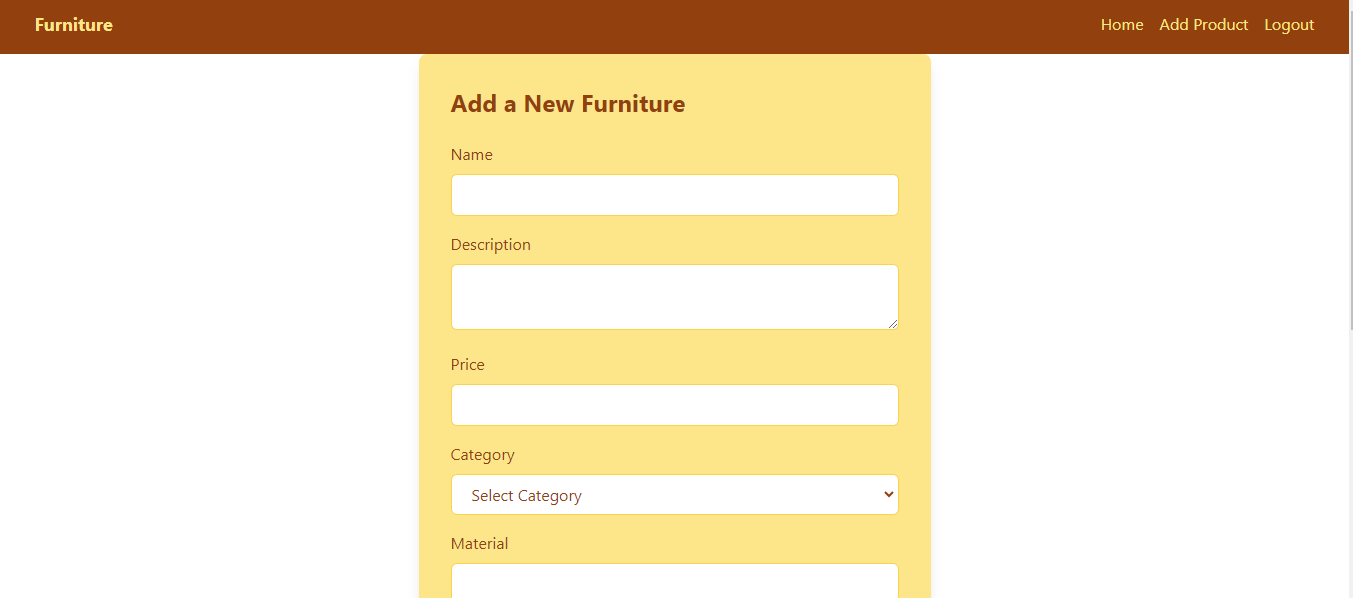 Furniture
Home Add Product Logout
Add a New Furniture
Name
Description
Price
Category
Select Category
Material